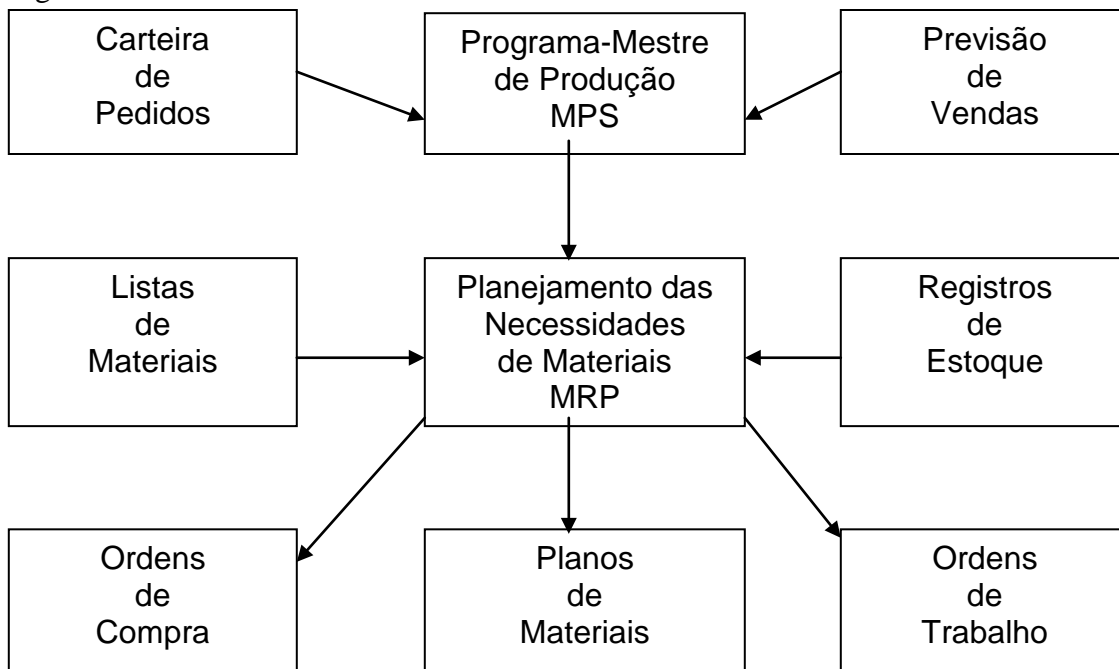 Carteira
de
Pedidos
Programa-Mestre
de Produção
MPS
Previsão
de
Vendas
Listas
de
Materiais
Planejamento das
Necessidades
de Materiais
MRP
Registros
de
Estoque
Ordens
de
Compra
Planos
de
Materiais
Ordens
de
Trabalho